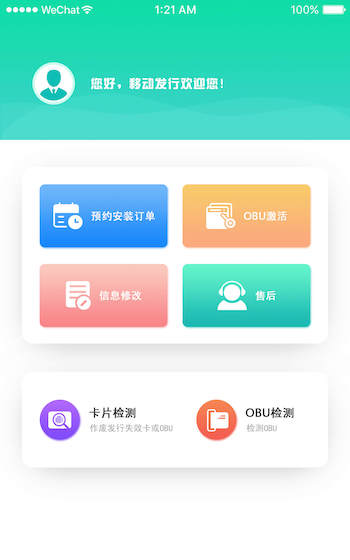 WeChat 1:21 AM 100%
您好，移动发行欢迎您！
预约安装订单 OBU激活
信息修改 售后
卡片检测 OBU检测
作废发行失效卡或OBU 检测OBU